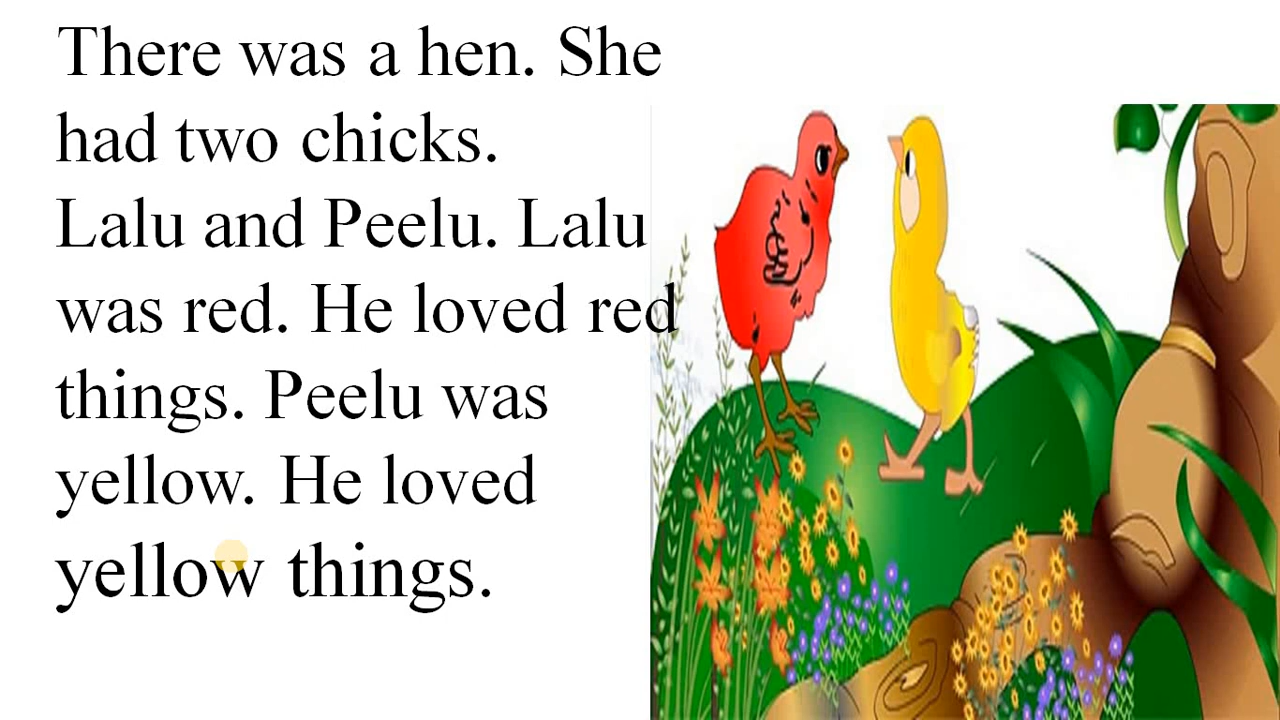 There was a hen. She
had two chicks.
Lalu and Peelu. Lalu
was red. He loved red
things. Peelu was
yellow. He loved
yellow things.